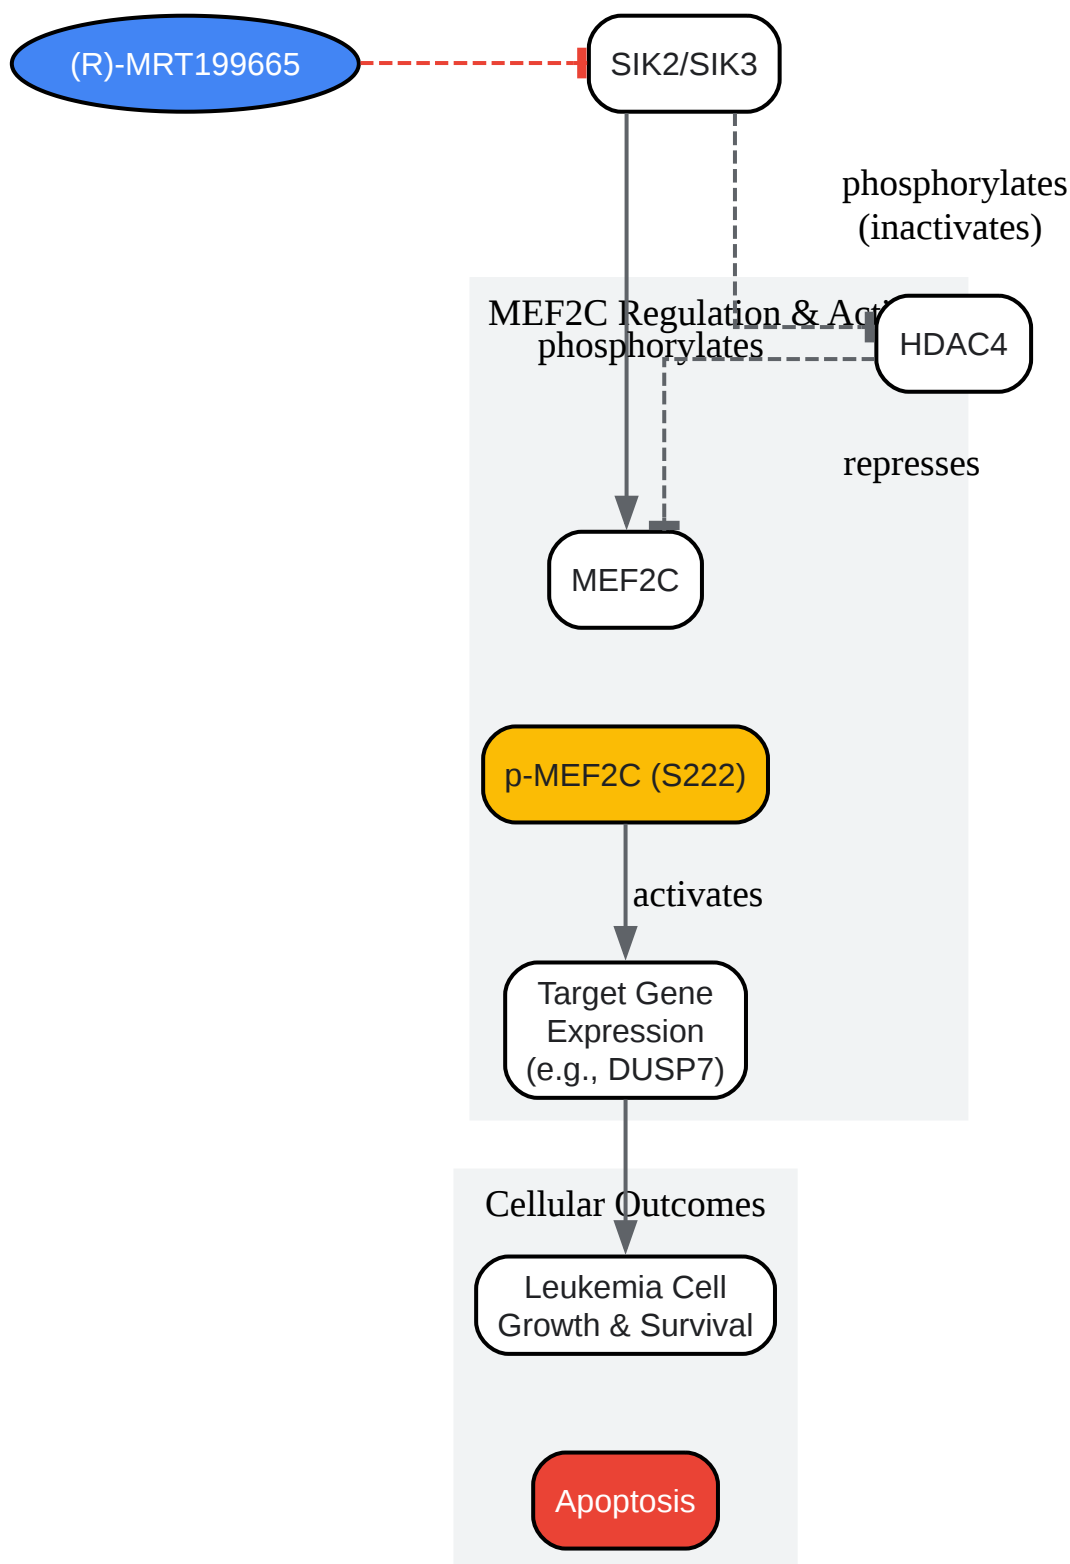 (R)-MRT199665
SIK2/SIK3
phosphorylates
(inactivates)
MEF2C Regulation & Acti
phosphorylates
HDAC4
represses
MEF2C
p-MEF2C (S222)
activates
Target Gene
Expression
(e.g., DUSP7)
Cellular Outcomes
Leukemia Cell
Growth & Survival
Apoptosis